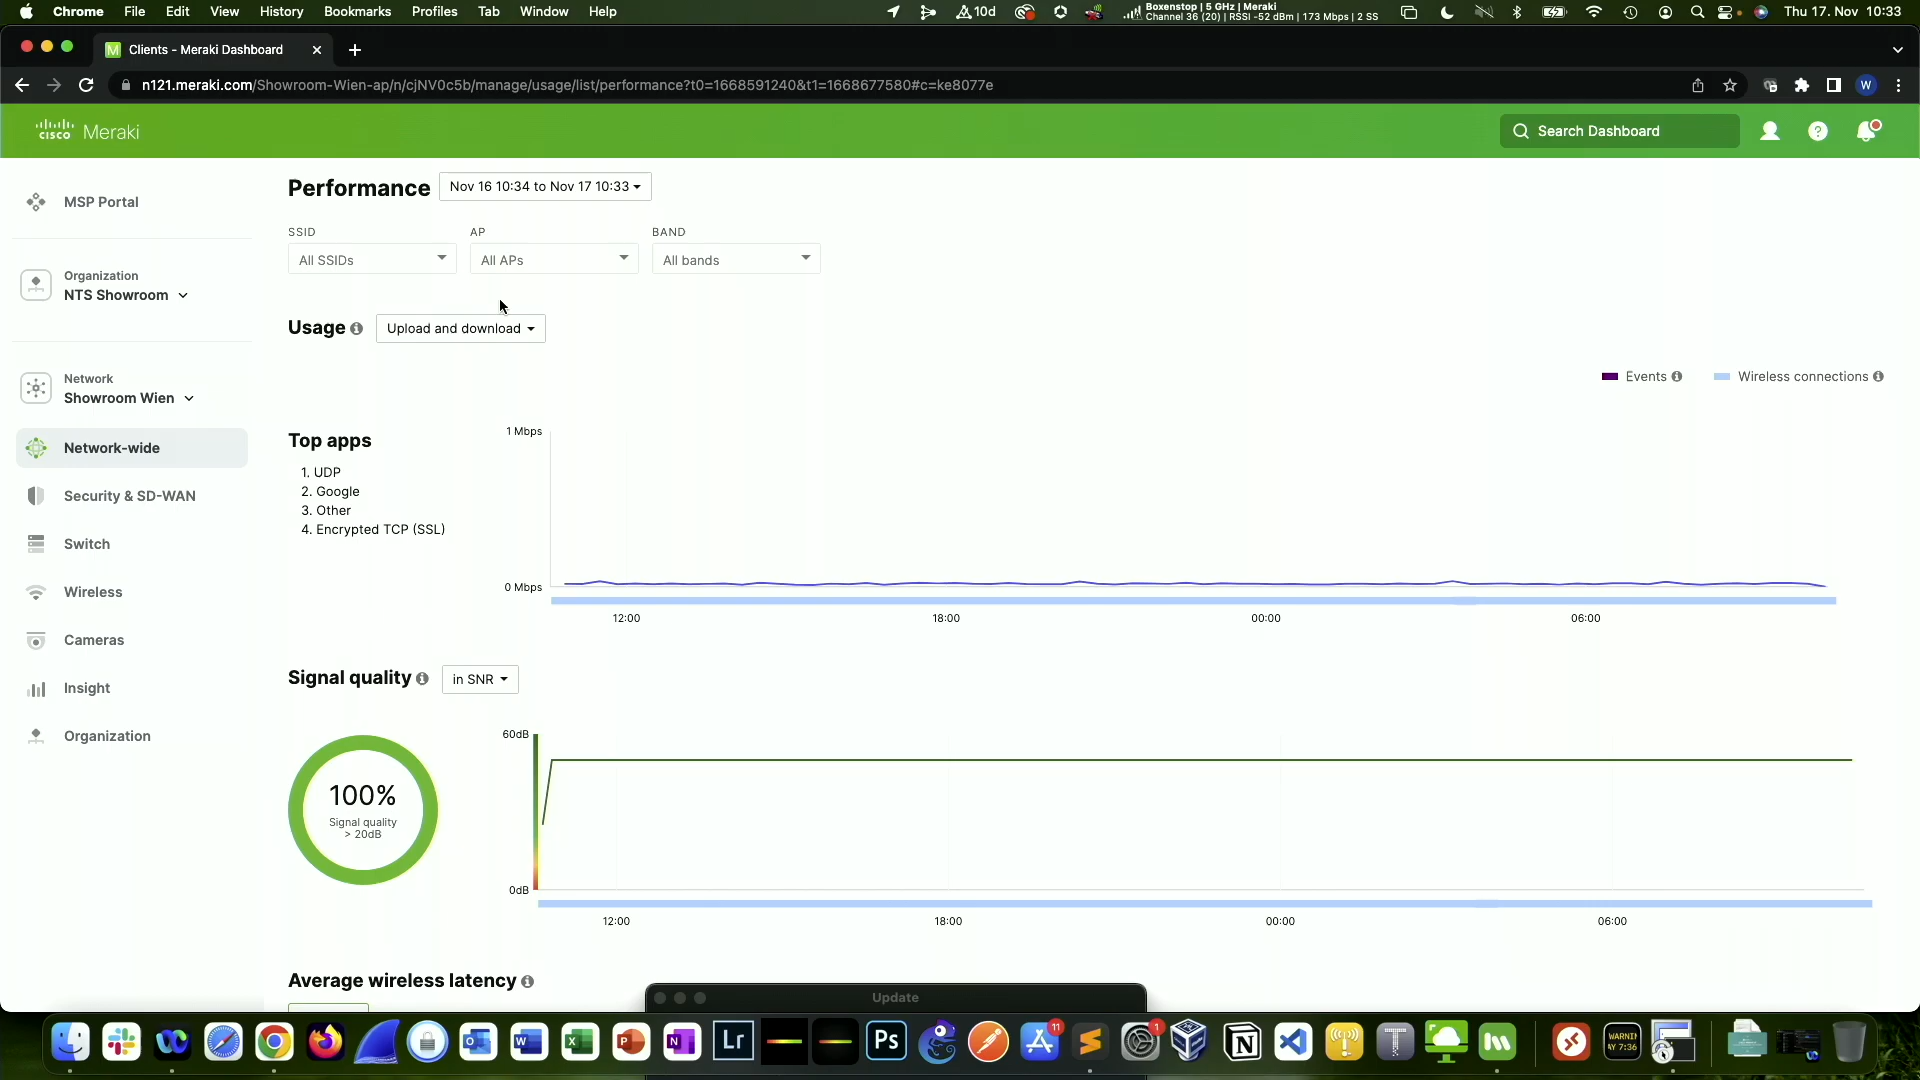 Chrome File Edit View History Bookmarks Profiles Tab Window Help
10d
Boxenstop | 5 GHz | Meraki
Channel 36 (20) | RSSI -52 dBm | 173 Mbps | 2 SS
Thu 17. Nov 10:33
Clients - Meraki Dashboard
n121.meraki.com/Showroom-Wien-ap/n/cjNV0c5b/manage/usage/list/performance?t0=1668591240&t1=1668677580#c=ke8077e
W
cisco Meraki
Search Dashboard
MSP Portal
Organization
NTS Showroom
Network
Showroom Wien
Network-wide
Security & SD-WAN
Switch
Wireless
Cameras
Insight
Organization
Performance Nov 16 10:34 to Nov 17 10:33
SSID AP BAND
All SSIDs All APs All bands
Usage Upload and download
Events Wireless connections
Top apps
1. UDP
2. Google
3. Other
4. Encrypted TCP (SSL)
1 Mbps
0 Mbps
12:00 18:00 00:00 06:00
Signal quality in SNR
100%
Signal quality
> 20dB
60dB
0dB
12:00 18:00 00:00 06:00
Average wireless latency
Update
Lr
Ps
11
1
WARNI
AY 7:36